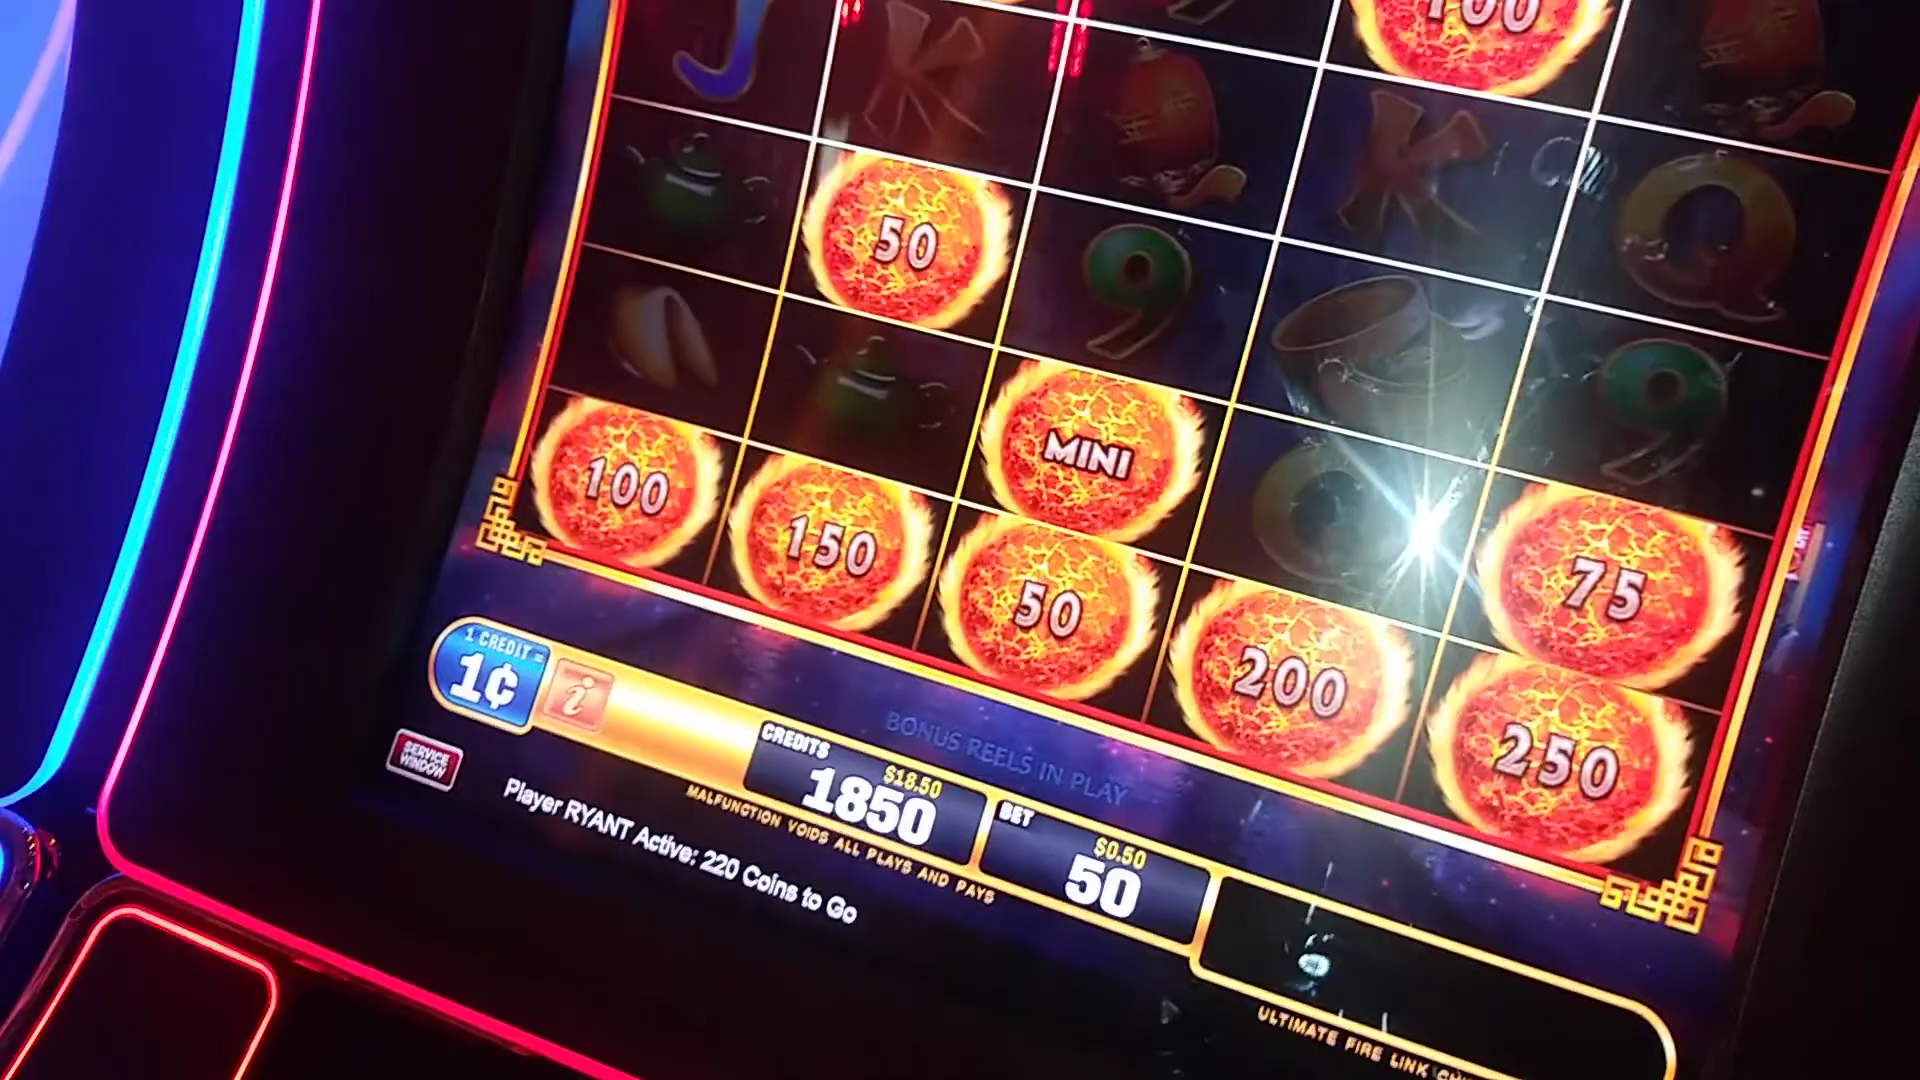 J
K
100
K
Q
50
9
9
MINI
100
150
50
200
75
250
1 CREDIT =
1¢
i
SERVICE
WINDOW
BONUS REELS IN PLAY
CREDITS
$18.50
1850
BET
$0.50
50
MALFUNCTION VOIDS ALL PLAYS AND PAYS
Player RYANT Active: 220 Coins to Go
ULTIMATE FIRE LINK